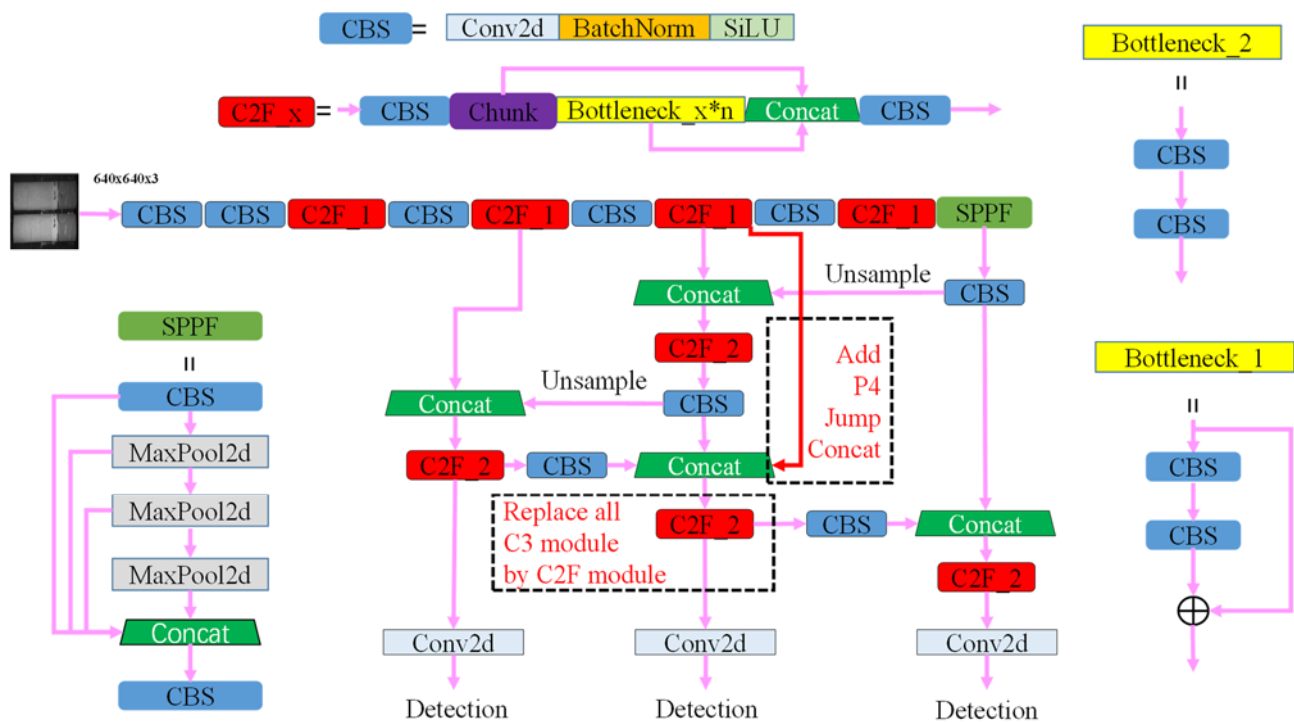 CBS = Conv2d BatchNorm SiLU
C2F_x = CBS Chunk Bottleneck_x*n Concat CBS
640x640x3
CBS CBS C2F_1 CBS C2F_1 CBS C2F_1 CBS C2F_1 SPPF
Concat Unsample CBS
C2F_2
Concat Unsample CBS
C2F_2 CBS Concat
Add
P4
Jump
Concat
Replace all
C3 module
by C2F module
C2F_2 CBS Concat
C2F_2
Conv2d Conv2d Conv2d
Detection Detection Detection
SPPF
=
CBS
MaxPool2d
MaxPool2d
MaxPool2d
Concat
CBS
Bottleneck_2
=
CBS
CBS
Bottleneck_1
=
CBS
CBS